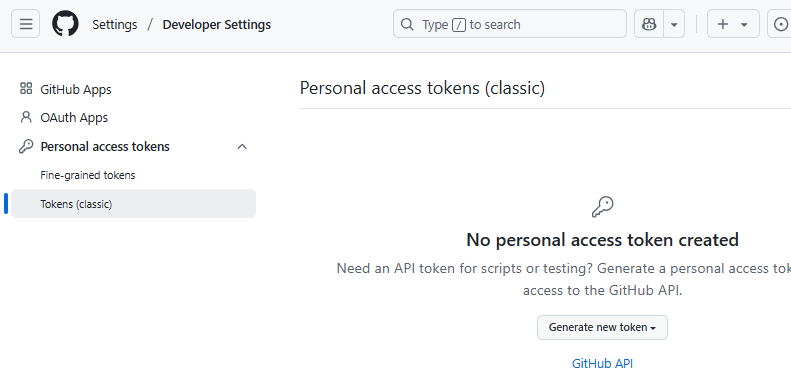 Settings / Developer Settings
Type / to search
GitHub Apps
OAuth Apps
Personal access tokens
Fine-grained tokens
Tokens (classic)
Personal access tokens (classic)
No personal access token created
Need an API token for scripts or testing? Generate a personal access
access to the GitHub API.
Generate new token
GitHub API